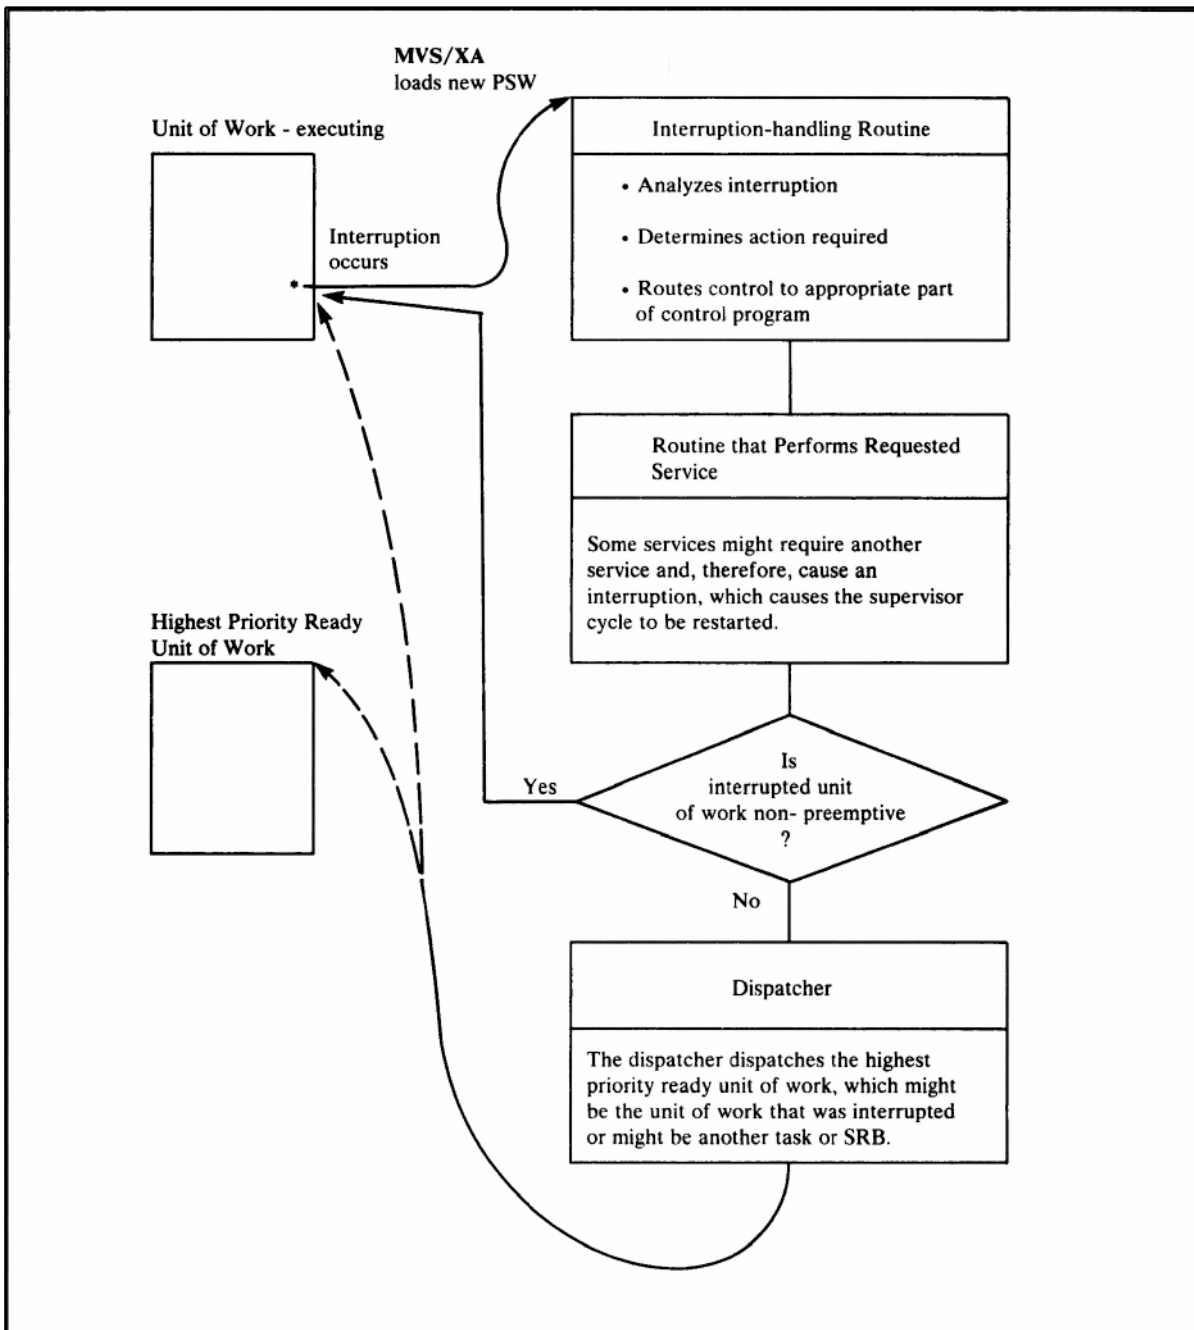 MVS/XA
loads new PSW
Unit of Work - executing
Interruption
occurs
*
Interruption-handling Routine
• Analyzes interruption
• Determines action required
• Routes control to appropriate part
of control program
Routine that Performs Requested
Service
Some services might require another
service and, therefore, cause an
interruption, which causes the supervisor
cycle to be restarted.
Highest Priority Ready
Unit of Work
Is
interrupted unit
of work non- preemptive
?
Yes
No
Dispatcher
The dispatcher dispatches the highest
priority ready unit of work, which might
be the unit of work that was interrupted
or might be another task or SRB.